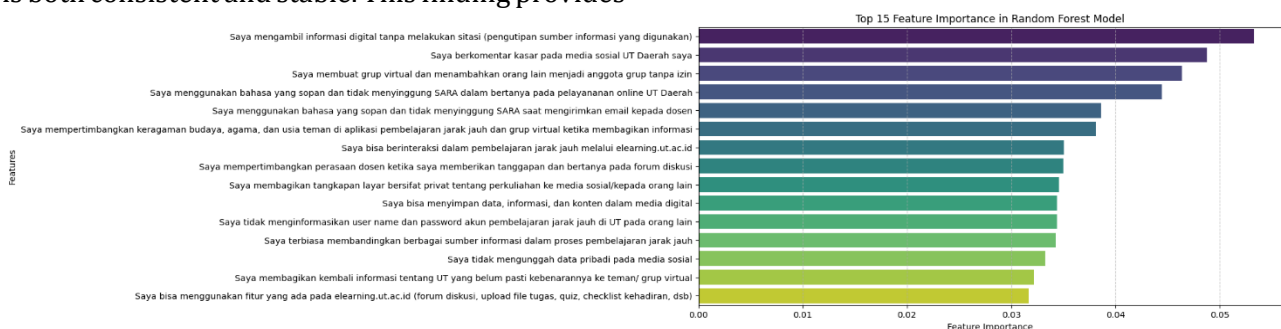 is both consistent and stable. This finding provides
Top 15 Feature Importance in Random Forest Model
Saya mengambil informasi digital tanpa melakukan sitasi (pengutipan sumber informasi yang digunakan)
Saya berkomentar kasar pada media sosial UT Daerah saya
Saya membuat grup virtual dan menambahkan orang lain menjadi anggota grup tanpa izin
Saya menggunakan bahasa yang sopan dan tidak menyinggung SARA dalam bertanya pada pelayananan online UT Daerah
Saya menggunakan bahasa yang sopan dan tidak menyinggung SARA saat mengirimkan email kepada dosen
Saya mempertimbangkan keragaman budaya, agama, dan usia teman di aplikasi pembelajaran jarak jauh dan grup virtual ketika membagikan informasi
Saya bisa berinteraksi dalam pembelajaran jarak jauh melalui elearning.ut.ac.id
Saya mempertimbangkan perasaan dosen ketika saya memberikan tanggapan dan bertanya pada forum diskusi
Saya membagikan tangkapan layar bersifat privat tentang perkuliahan ke media sosial/kepada orang lain
Saya bisa menyimpan data, informasi, dan konten dalam media digital
Saya tidak menginformasikan user name dan password akun pembelajaran jarak jauh di UT pada orang lain
Saya terbiasa membandingkan berbagai sumber informasi dalam proses pembelajaran jarak jauh
Saya tidak mengunggah data pribadi pada media sosial
Saya membagikan kembali informasi tentang UT yang belum pasti kebenarannya ke teman/ grup virtual
Saya bisa menggunakan fitur yang ada pada elearning.ut.ac.id (forum diskusi, upload file tugas, quiz, checklist kehadiran, dsb)
Features
0.00 0.01 0.02 0.03 0.04 0.05
Feature Importance